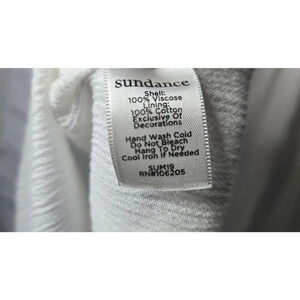 sundance
Shell:
100% Viscose
Lining:
100% Cotton
Exclusive Of
Decorations
Hand Wash Cold
Do Not Bleach
Hang To Dry
Cool Iron If Needed
SUM19
RN#106205